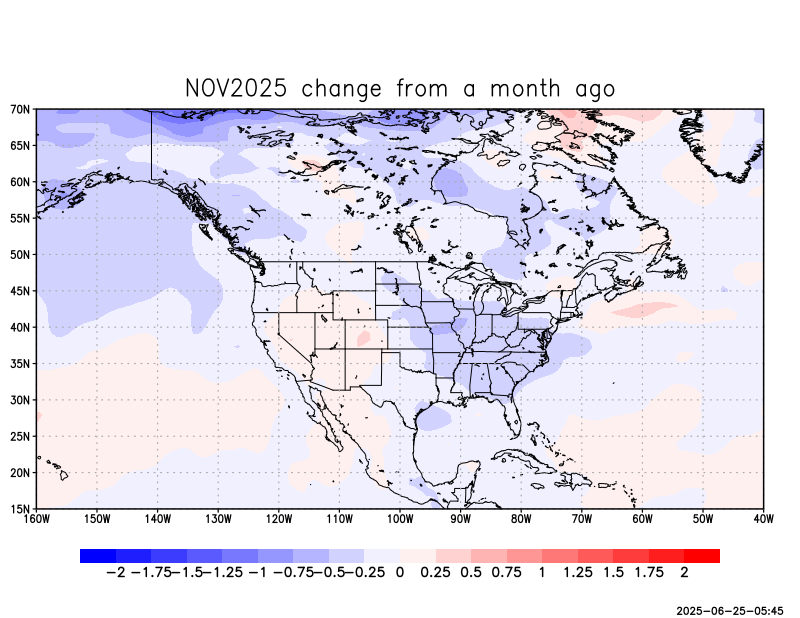 NOV2025 change from a month ago
70N
65N
60N
55N
50N
45N
40N
35N
30N
25N
20N
15N
160W 150W 140W 130W 120W 110W 100W 90W 80W 70W 60W 50W 40W
−2 −1.75 −1.5 −1.25 −1 −0.75 −0.5 −0.25 0 0.25 0.5 0.75 1 1.25 1.5 1.75 2
2025−06−25−05:45